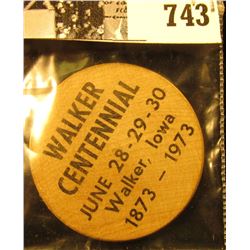 743
WALKER
CENTENNIAL
JUNE 28-29-30
Walker, Iowa
1873-1973